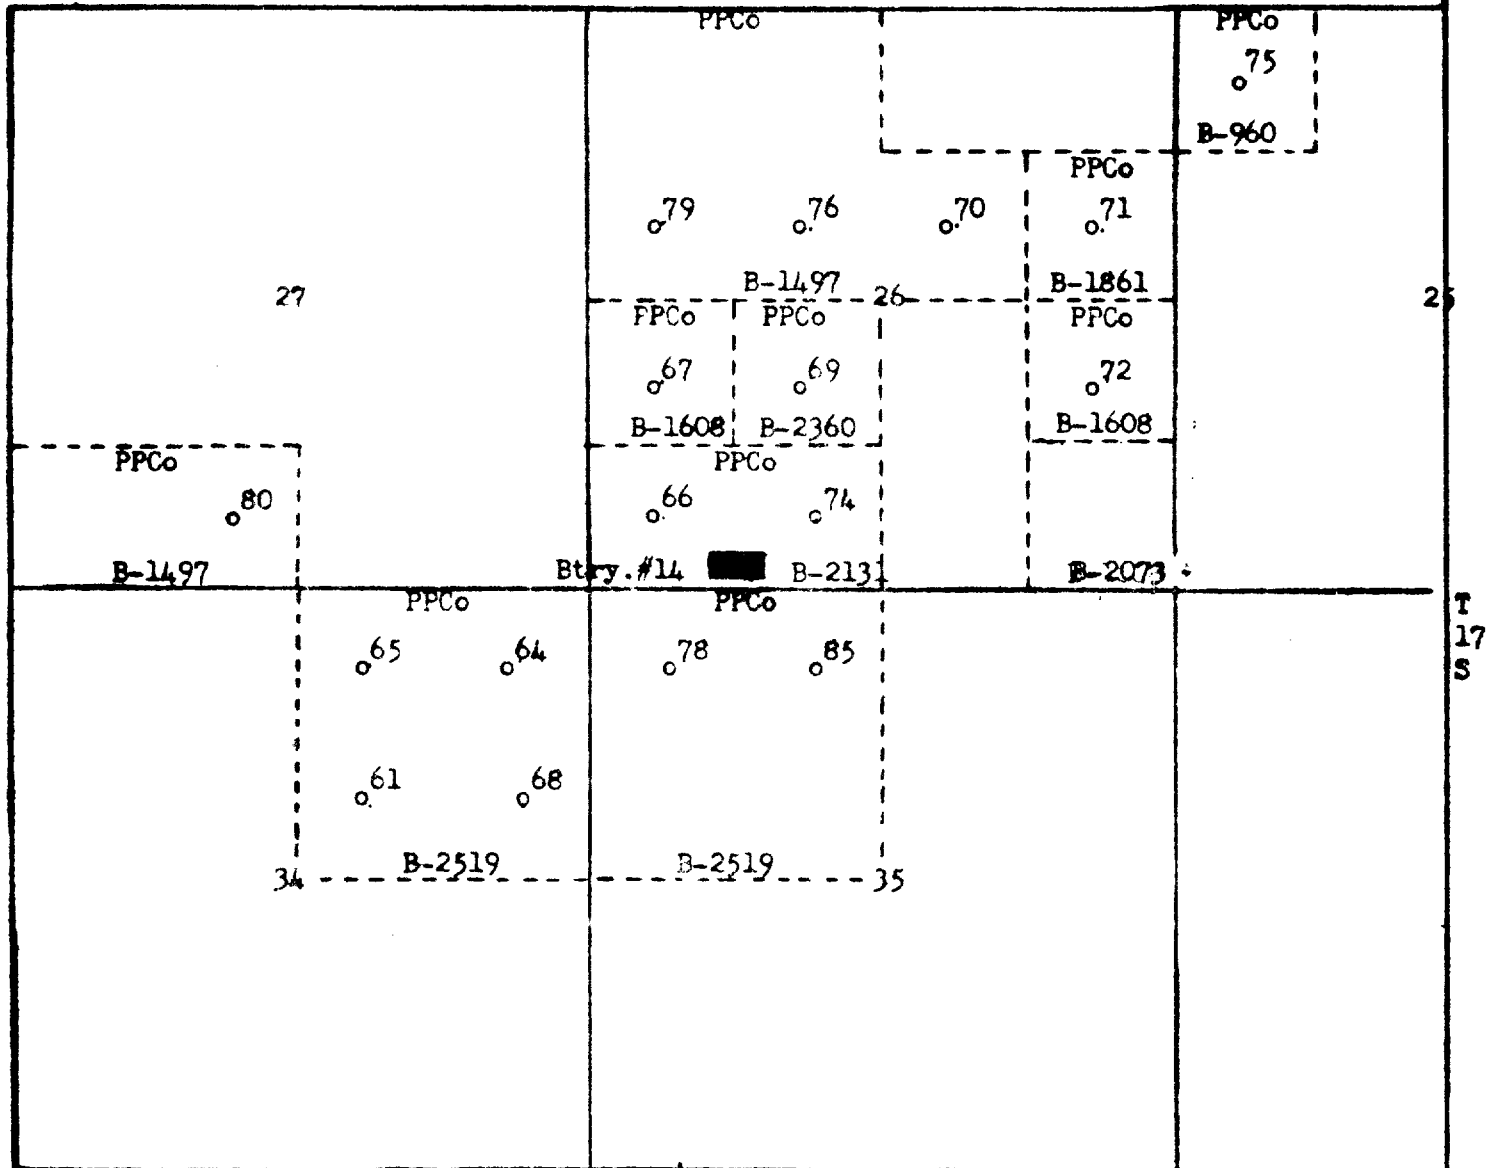 PPCo PPCo
75
B-960
PPCo
79 76 70 71
27 B-1497 26 B-1861 25
PPCo PPCo PPCo
67 69 72
B-1608 B-2360 B-1608
PPCo PPCo
80 66 74
B-1497 Btry.#14 B-2131 B-2073
PPCo PPCo T
17
S
65 64 78 85
61 68
B-2519 B-2519
34 35